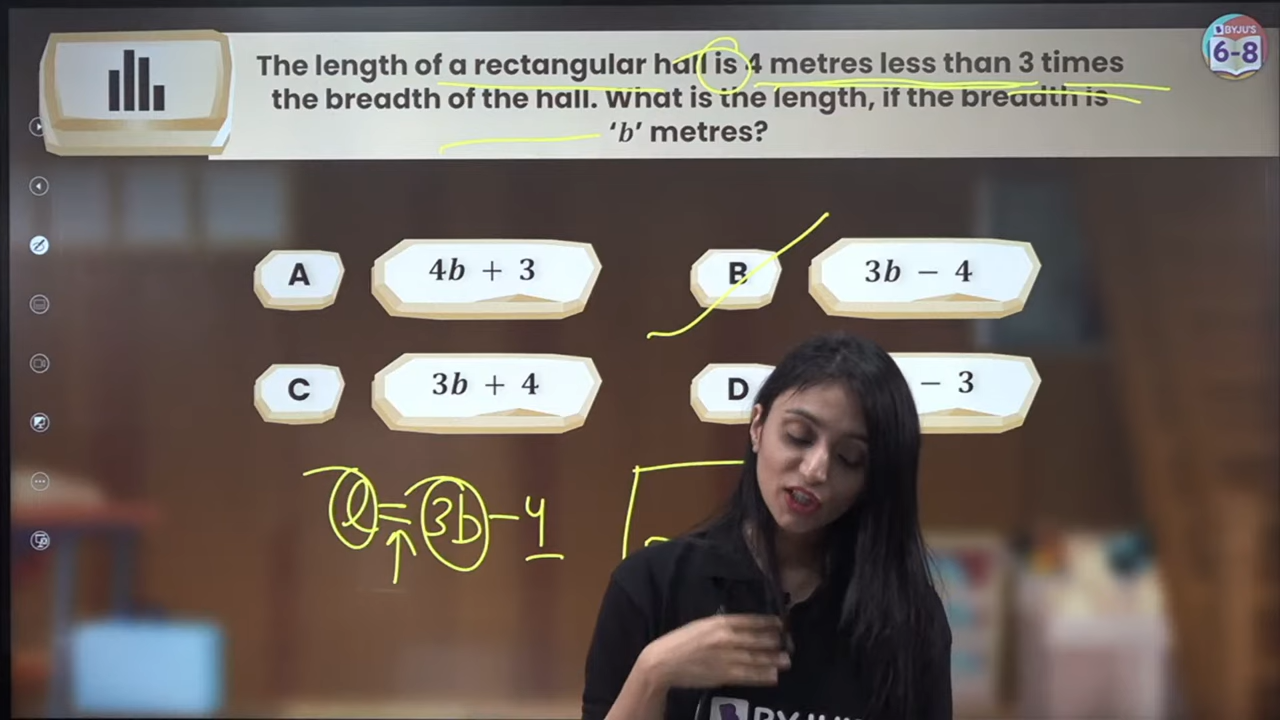 The length of a rectangular hall is 4 metres less than 3 times
the breadth of the hall. What is the length, if the breadth is
'b' metres?
BYJU'S
6-8
A
4b + 3
B
3b − 4
C
3b + 4
D
− 3
l = 3b − 4
BYJU'S